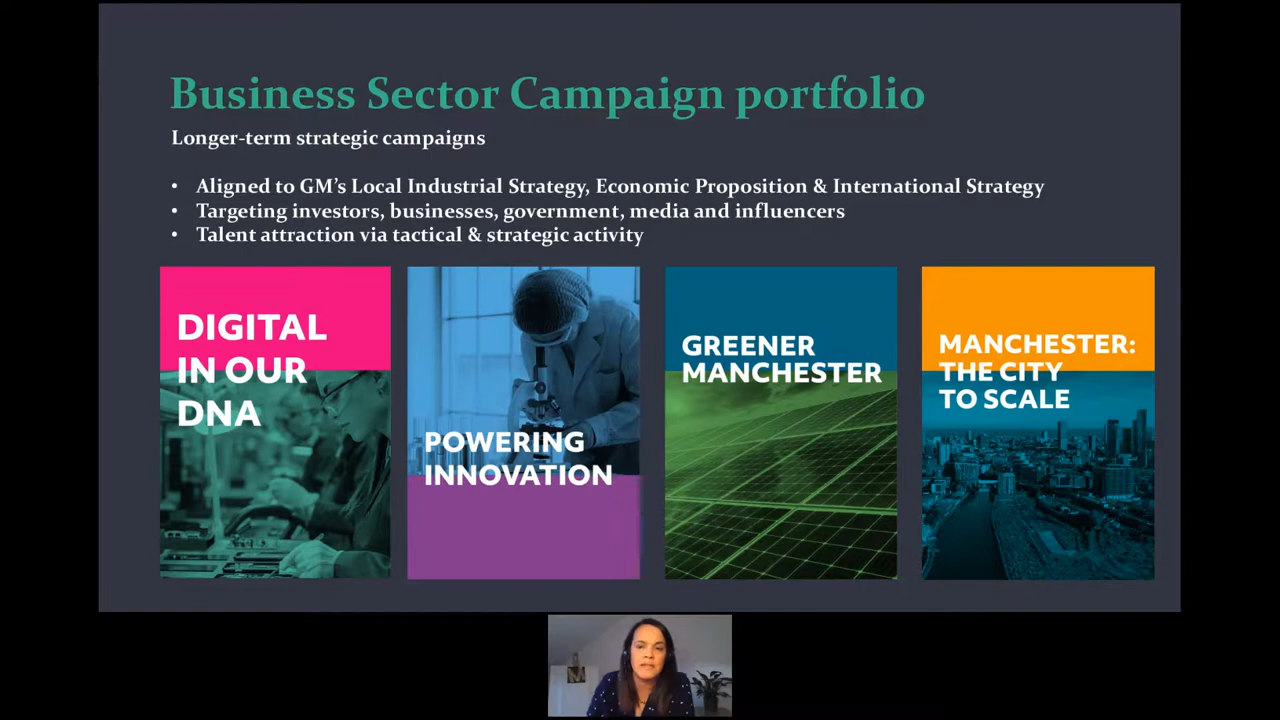 Business Sector Campaign portfolio
Longer-term strategic campaigns
• Aligned to GM’s Local Industrial Strategy, Economic Proposition & International Strategy
• Targeting investors, businesses, government, media and influencers
• Talent attraction via tactical & strategic activity
DIGITAL
IN OUR
DNA
POWERING
INNOVATION
GREENER
MANCHESTER
MANCHESTER:
THE CITY
TO SCALE